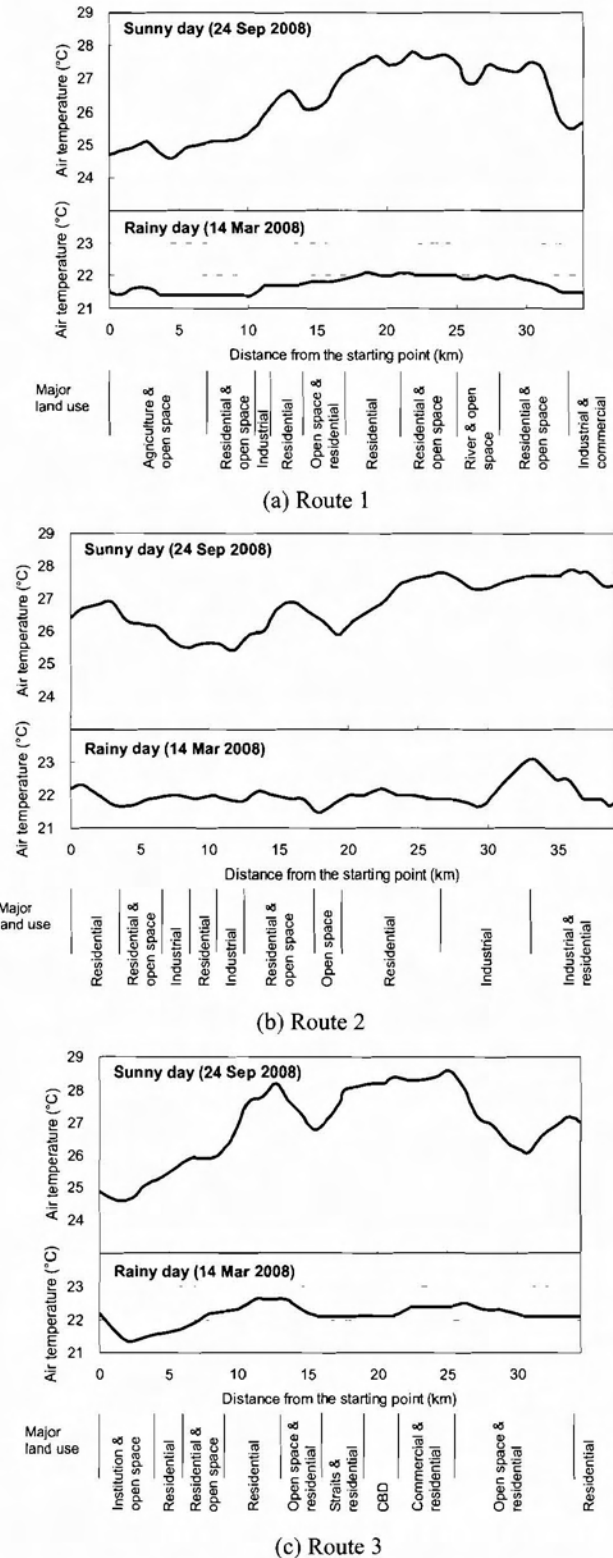 29
Sunny day (24 Sep 2008)
28
27
26
25
24
Air temperature (°C)
Rainy day (14 Mar 2008)
23
22
21
Air temperature (°C)
0 5 10 15 20 25 30
Distance from the starting point (km)
Major
land use
Agriculture &
open space
Residential &
open space
Industrial
Residential
Open space &
residential
Residential
Residential &
open space
River & open
space
Residential &
open space
Industrial &
commercial
(a) Route 1
29
Sunny day (24 Sep 2008)
28
27
26
25
24
Air temperature (°C)
Rainy day (14 Mar 2008)
23
22
21
Air temperature (°C)
0 5 10 15 20 25 30 35
Distance from the starting point (km)
Major
land use
Residential
Residential &
open space
Industrial
Residential
Industrial
Residential &
open space
Open space
Residential
Industrial
Industrial &
residential
(b) Route 2
29
Sunny day (24 Sep 2008)
28
27
26
25
24
Air temperature (°C)
Rainy day (14 Mar 2008)
23
22
21
Air temperature (°C)
0 5 10 15 20 25 30
Distance from the starting point (km)
Major
land use
Institution &
open space
Residential
Residential &
open space
Residential
Open space &
residential
Straits &
residential
CBD
Commercial &
residential
Open space &
residential
Residential
(c) Route 3